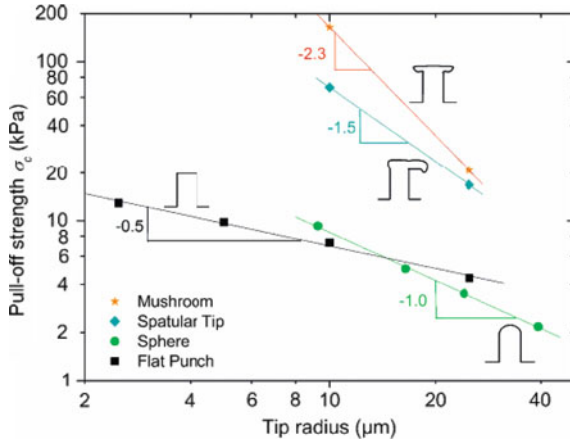 200
100
80
60
40
20
10
8
6
4
2
1
Pull-off strength σc (kPa)
-2.3
-1.5
-0.5
-1.0
Mushroom
Spatular Tip
Sphere
Flat Punch
2 4 6 8 10 20 40
Tip radius (μm)